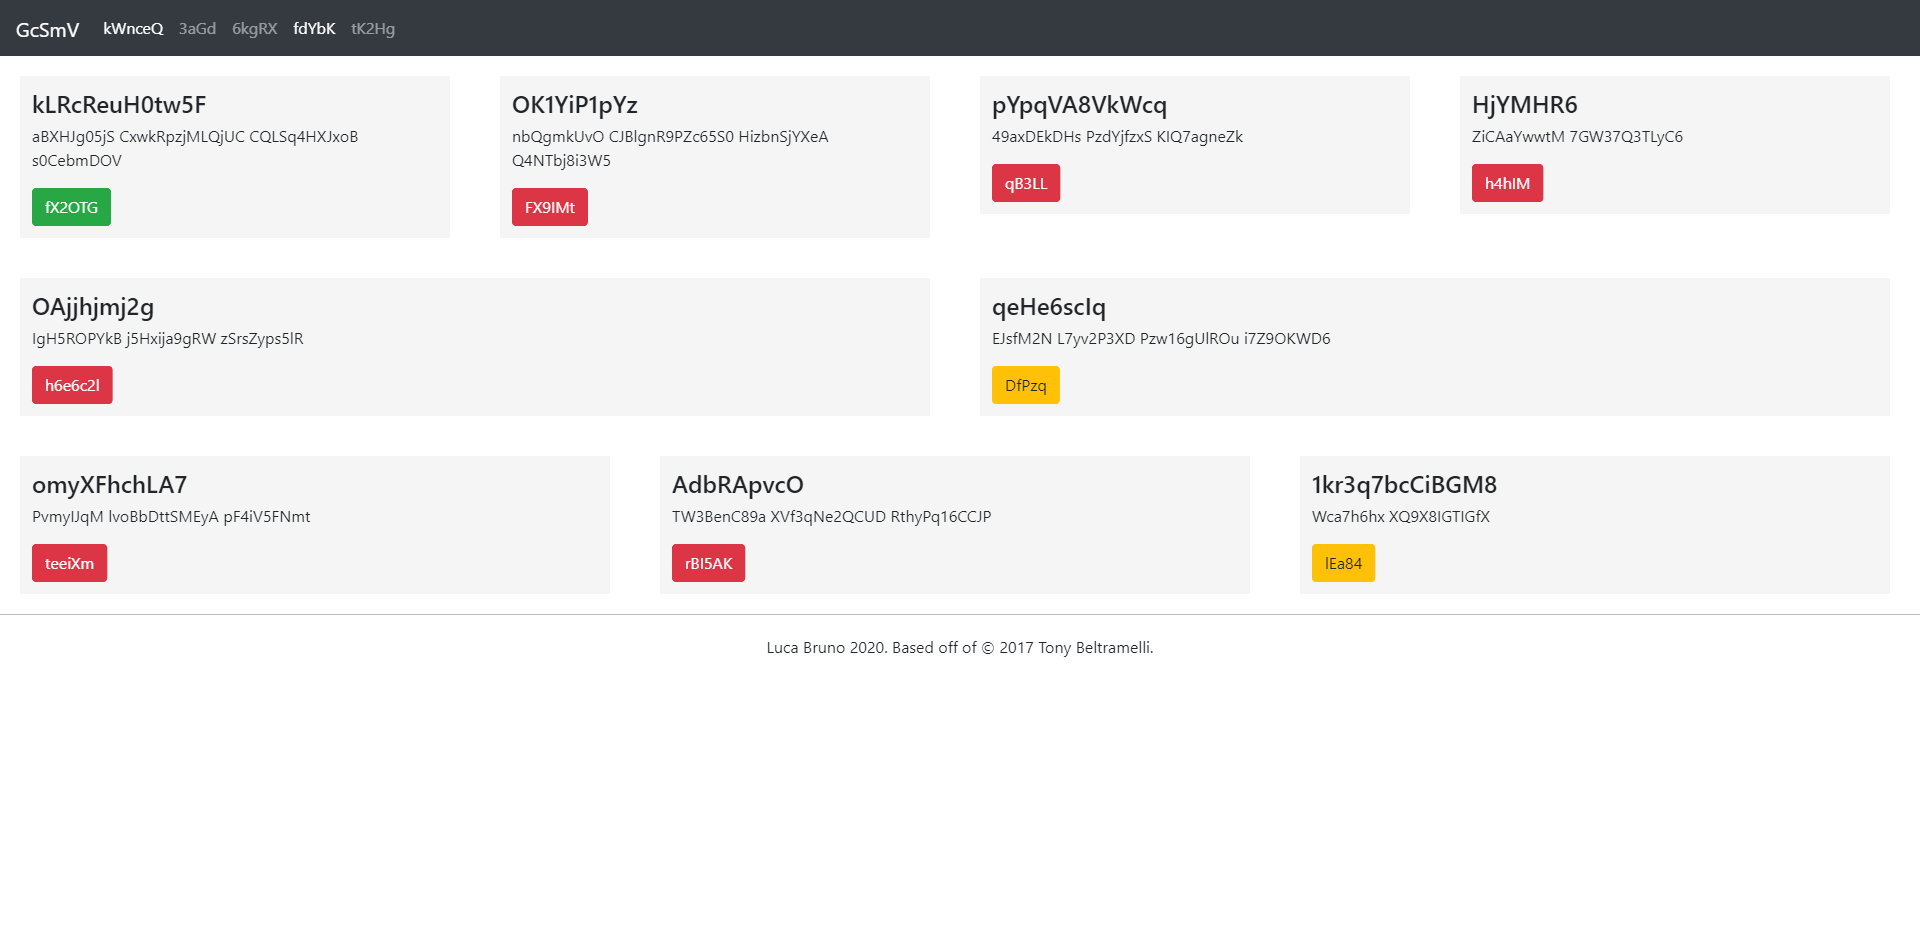 GcSmV kWnceQ 3aGd 6kgRX fdYbK tK2Hg
kLRcReuH0tw5F
aBXHJg05jS CxwkRpzjMLQjUC CQLSq4HXJxoB
s0CebmDOV
fX2OTG
OK1YiP1pYz
nbQgmkUvO CJBlgnR9PZc65S0 HizbnSjYXeA
Q4NTbj8i3W5
FX9IMt
pYpqVA8VkWcq
49axDEkDHs PzdYjfzxS KIQ7agneZk
qB3LL
HjYMHR6
ZiCAaYwwtM 7GW37Q3TLyC6
h4hIM
OAjjhjmj2g
IgH5ROPYkB j5Hxija9gRW zSrsZyps5lR
h6e6c2l
qeHe6scIq
EJsfM2N L7yv2P3XD Pzw16gUlROu i7Z9OKWD6
DfPzq
omyXFhchLA7
PvmyIJqM lvoBbDttSMEyA pF4iV5FNmt
teeiXm
AdbRApvcO
TW3BenC89a XVf3qNe2QCUD RthyPq16CCJP
rBI5AK
1kr3q7bcCiBGM8
Wca7h6hx XQ9X8IGTIGfX
lEa84
Luca Bruno 2020. Based off of © 2017 Tony Beltramelli.